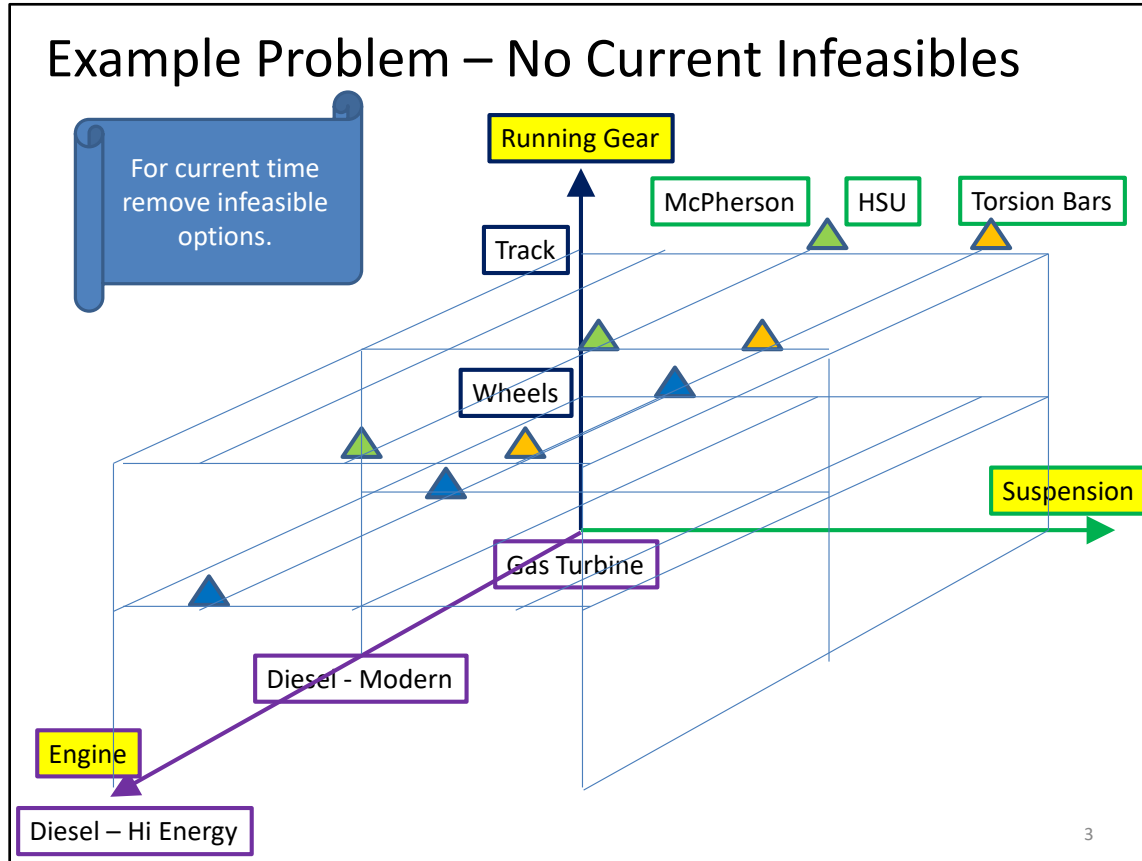 Example Problem – No Current Infeasibles
For current time
remove infeasible
options.
Running Gear
McPherson
HSU
Torsion Bars
Track
Wheels
Suspension
Gas Turbine
Diesel - Modern
Engine
Diesel – Hi Energy
3